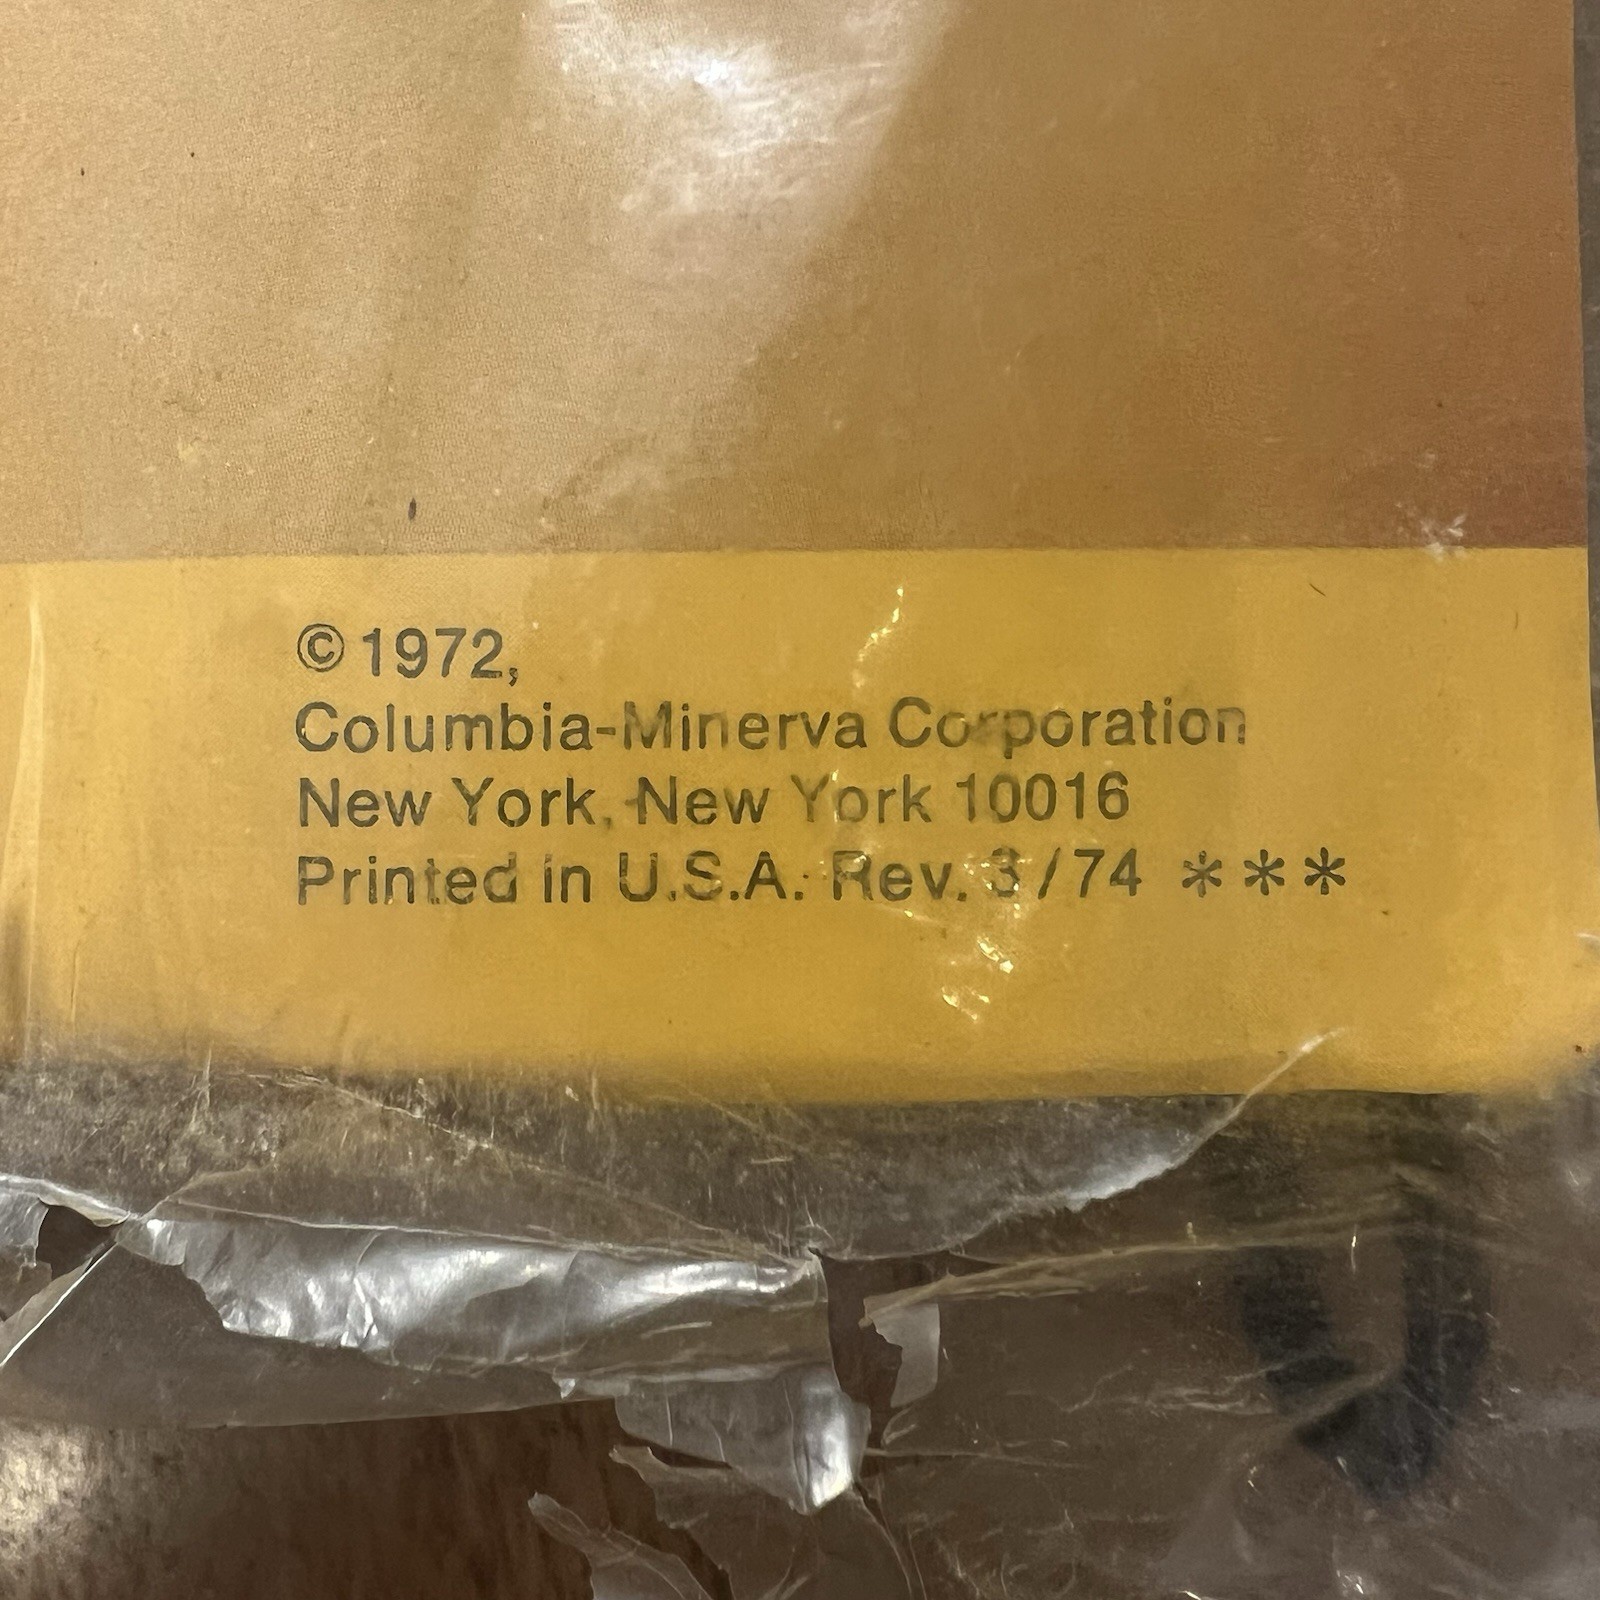 © 1972,
Columbia-Minerva Corporation
New York, New York 10016
Printed in U.S.A. Rev. 3/74 ***